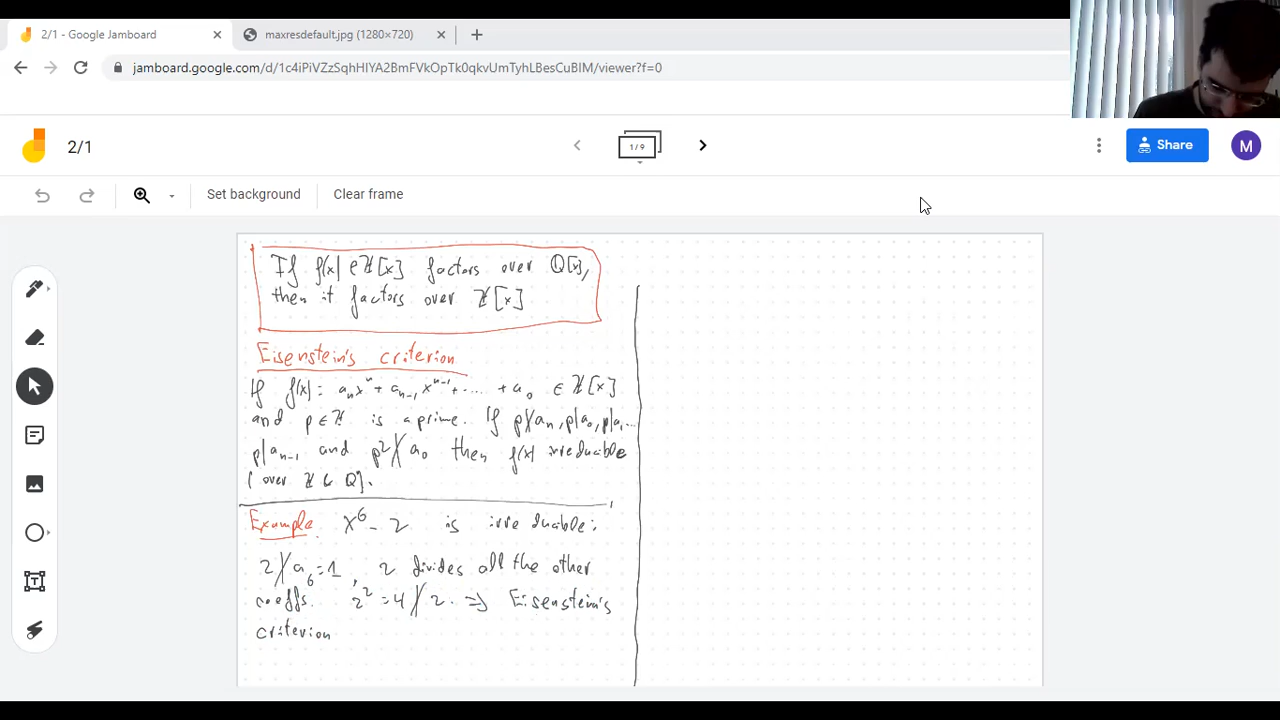 2/1 - Google Jamboard
maxresdefault.jpg (1280×720)
jamboard.google.com/d/1c4iPiVZzSqhHIYA2BmFVkOpTk0qkvUmTyhLBesCuBIM/viewer?f=0
2/1
1/9
Share
M
Set background
Clear frame
If f(x) ∈ ℤ[x] factors over ℚ[x],
then it factors over ℤ[x]
Eisenstein's criterion
If f(x) = aₙxⁿ + aₙ₋₁xⁿ⁻¹ + .... + a₀ ∈ ℤ[x]
and p ∈ ℤ is a prime. If p∤aₙ, p|a₀, p|a₁...
p|aₙ₋₁ and p²∤a₀ then f(x) irreducible
(over ℤ & ℚ).
Example. x⁶ - 2 is irreducible:
2∤a₆=1, 2 divides all the other
coeffs. 2²=4∤2. ⇒ Eisenstein's
criterion